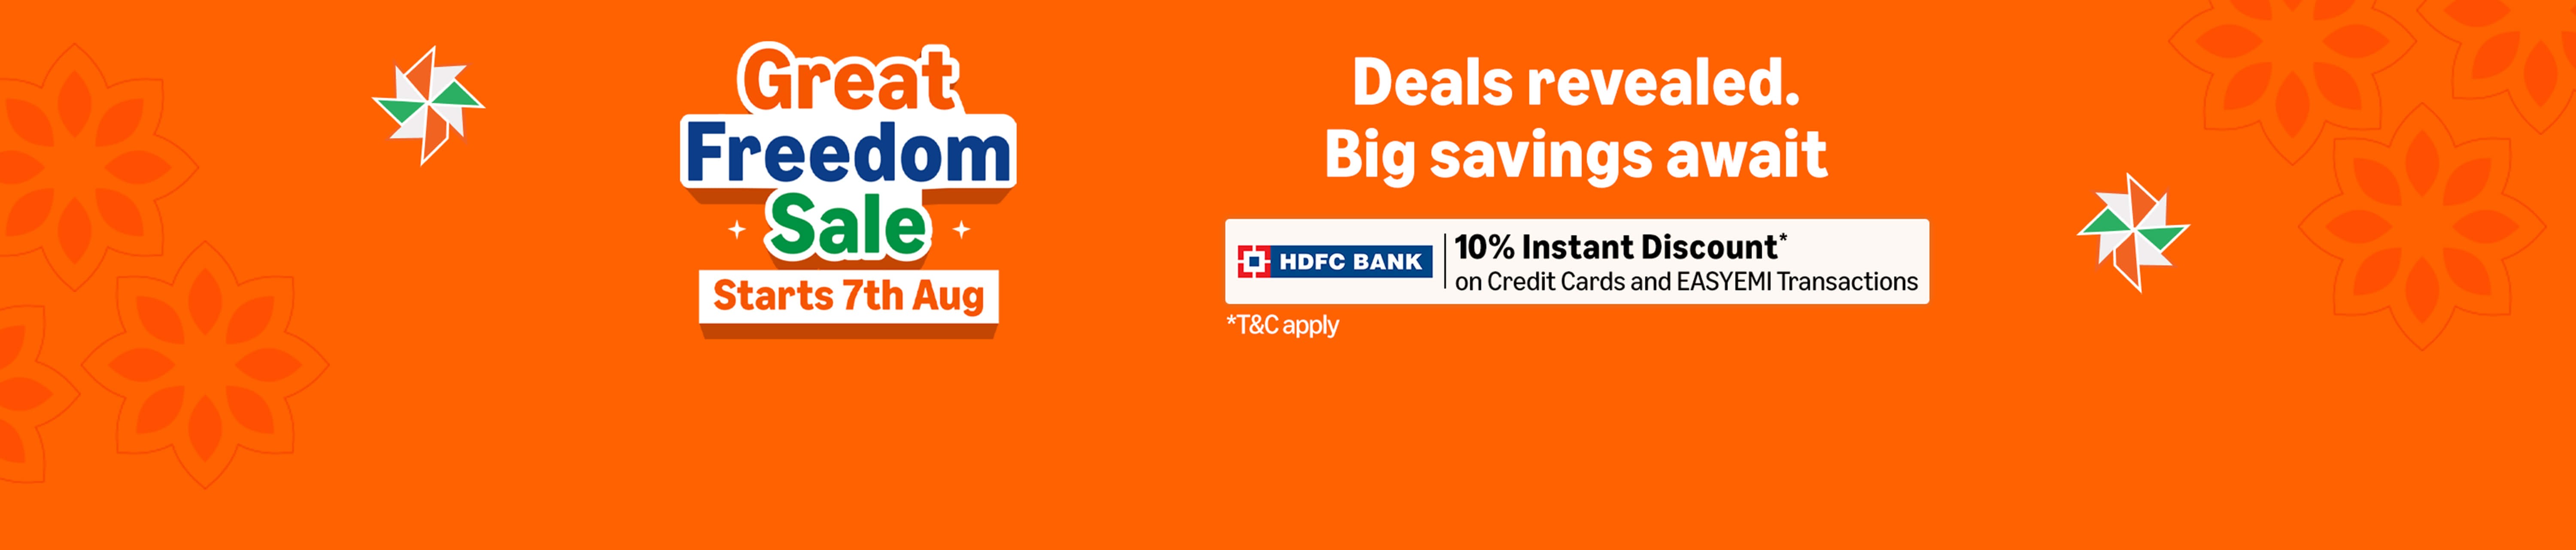 Great
Freedom
Sale
Starts 7th Aug
Deals revealed.
Big savings await
HDFC BANK
10% Instant Discount*
on Credit Cards and EASYEMI Transactions
*T&C apply